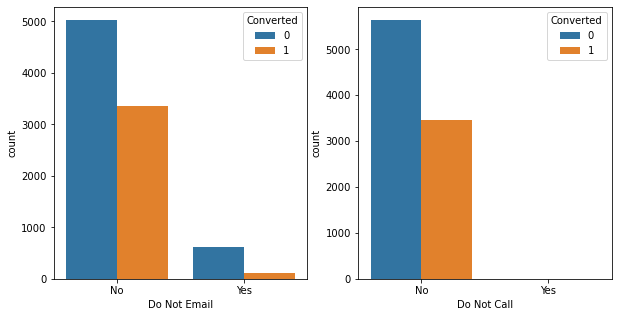 Converted
0
1
5000
4000
3000
2000
1000
0
count
No
Yes
Do Not Email
Converted
0
1
5000
4000
3000
2000
1000
0
count
No
Yes
Do Not Call